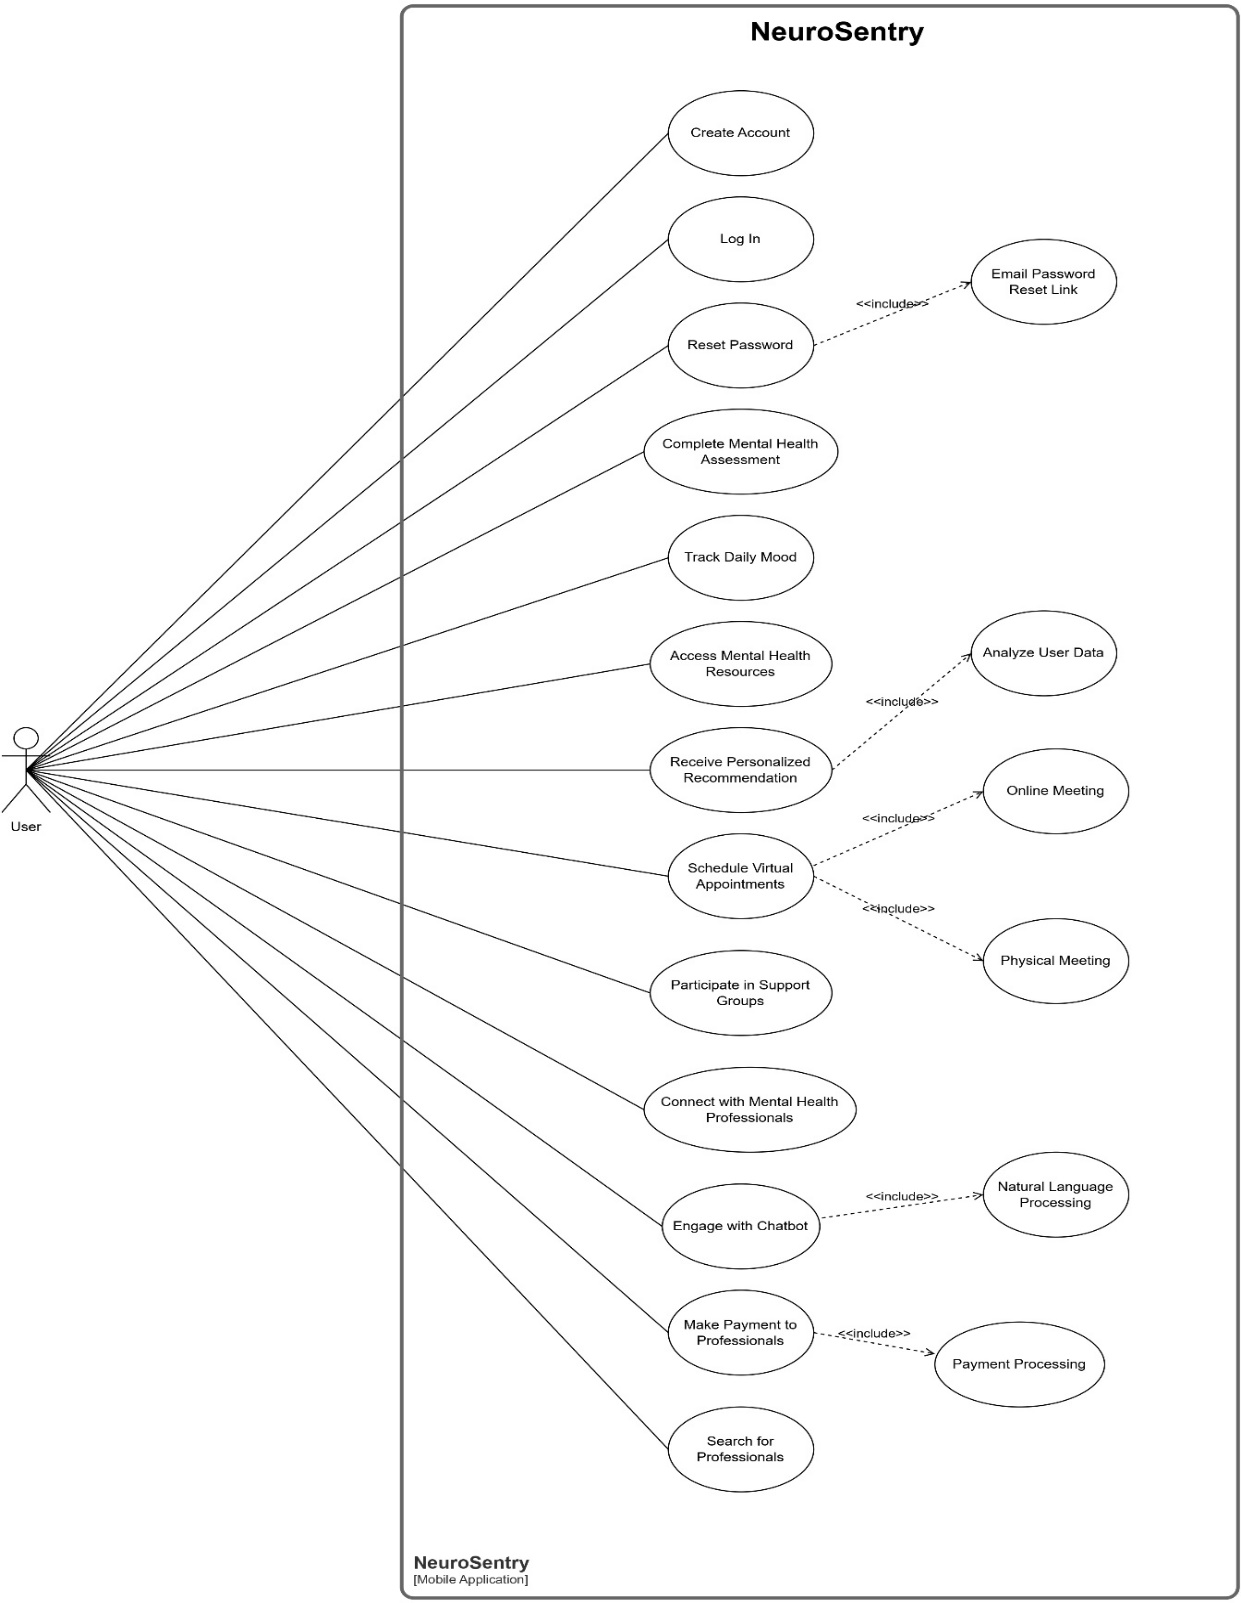 NeuroSentry
Create Account
Log In
Email Password
Reset Link
<<include>>
Reset Password
Complete Mental Health
Assessment
Track Daily Mood
Access Mental Health
Resources
Analyze User Data
<<include>>
Receive Personalized
Recommendation
Online Meeting
<<include>>
User
Schedule Virtual
Appointments
<<include>>
Physical Meeting
Participate in Support
Groups
Connect with Mental Health
Professionals
Natural Language
Processing
<<include>>
Engage with Chatbot
Make Payment to
Professionals
<<include>>
Payment Processing
Search for
Professionals
NeuroSentry
[Mobile Application]